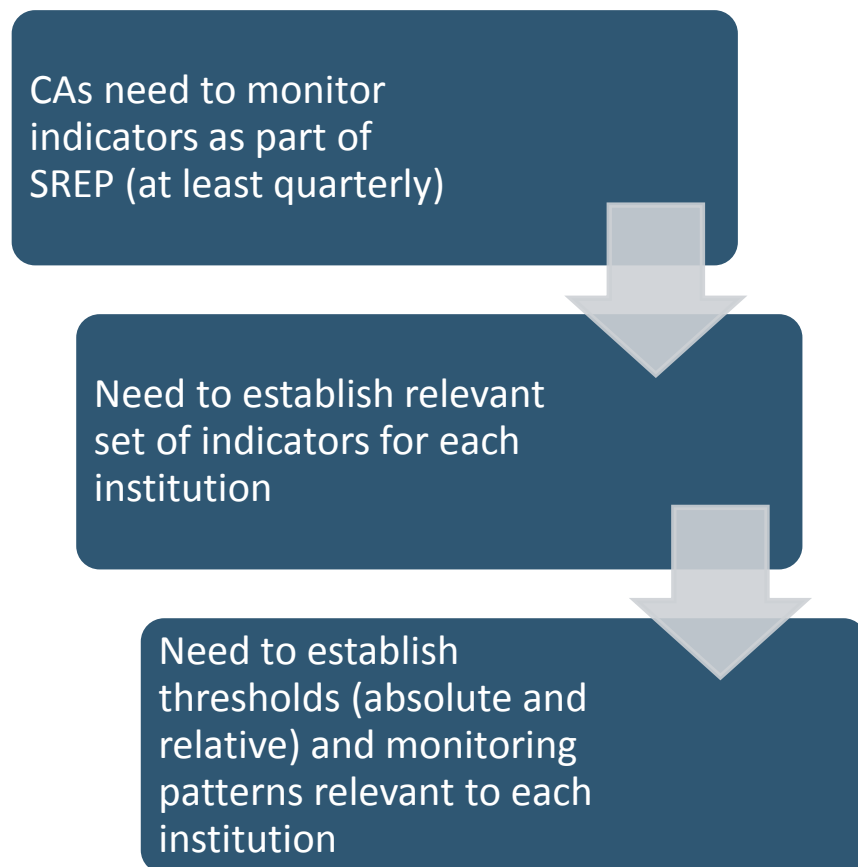 CAs need to monitor
indicators as part of
SREP (at least quarterly)
Need to establish relevant
set of indicators for each
institution
Need to establish
thresholds (absolute and
relative) and monitoring
patterns relevant to each
institution